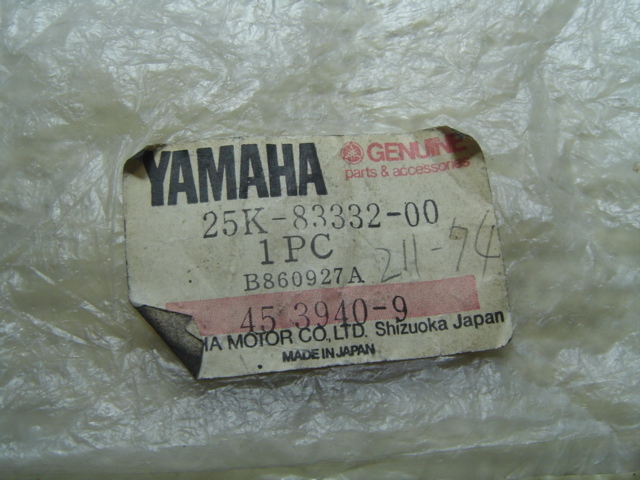 YAMAHA
GENUINE
parts & accessories
25K-83332-00
1PC
211-74
B860927A
45 3940-9
HA MOTOR CO., LTD. Shizuoka Japan
MADE IN JAPAN